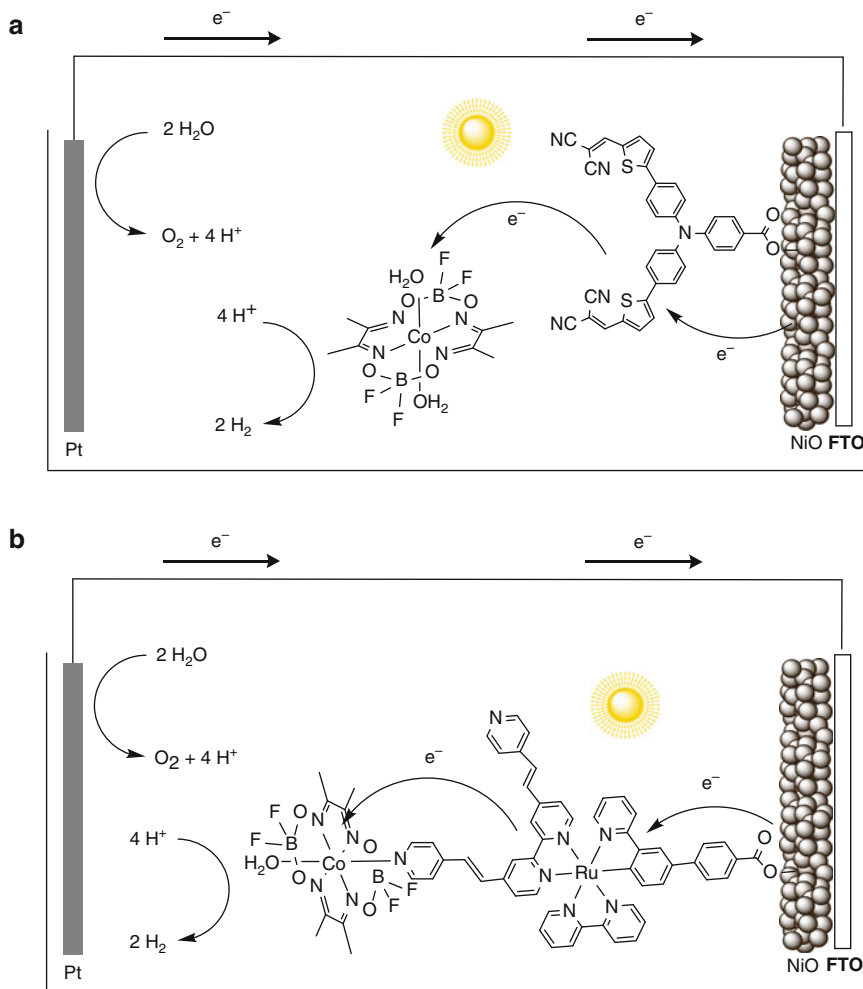 a
e⁻ e⁻
2 H₂O
O₂ + 4 H⁺
4 H⁺
2 H₂
Pt
e⁻
H₂O
F
F
O B O
N N
Co
N N
O B O
F
F
OH₂
NC
CN
S
N
O
O
CN
NC
S
e⁻
NiO FTO
b
e⁻ e⁻
2 H₂O
O₂ + 4 H⁺
4 H⁺
2 H₂
Pt
e⁻
e⁻
N
O
F B
F
O
N N O
H₂O Co N
N N
B F
O F
N
N Ru
N
N N
O
O
NiO FTO